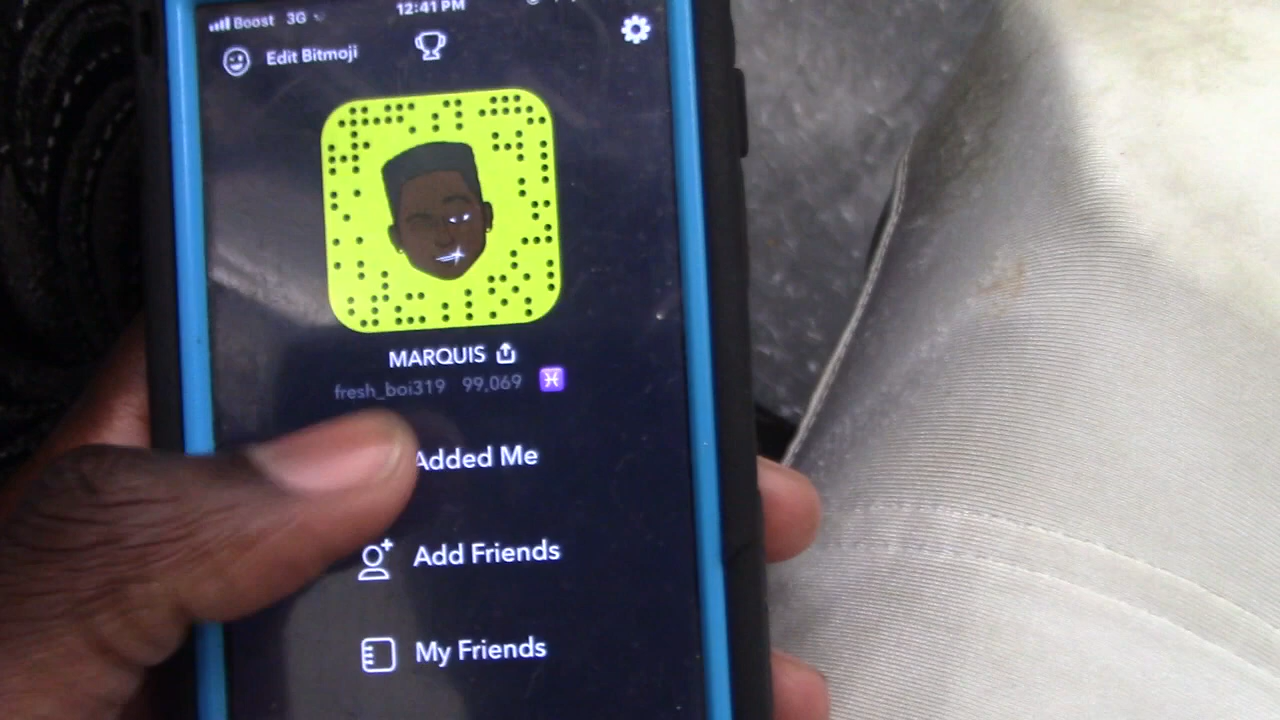 Boost 3G 12:41 PM
Edit Bitmoji
MARQUIS
fresh_boi319 99,069
Added Me
Add Friends
My Friends